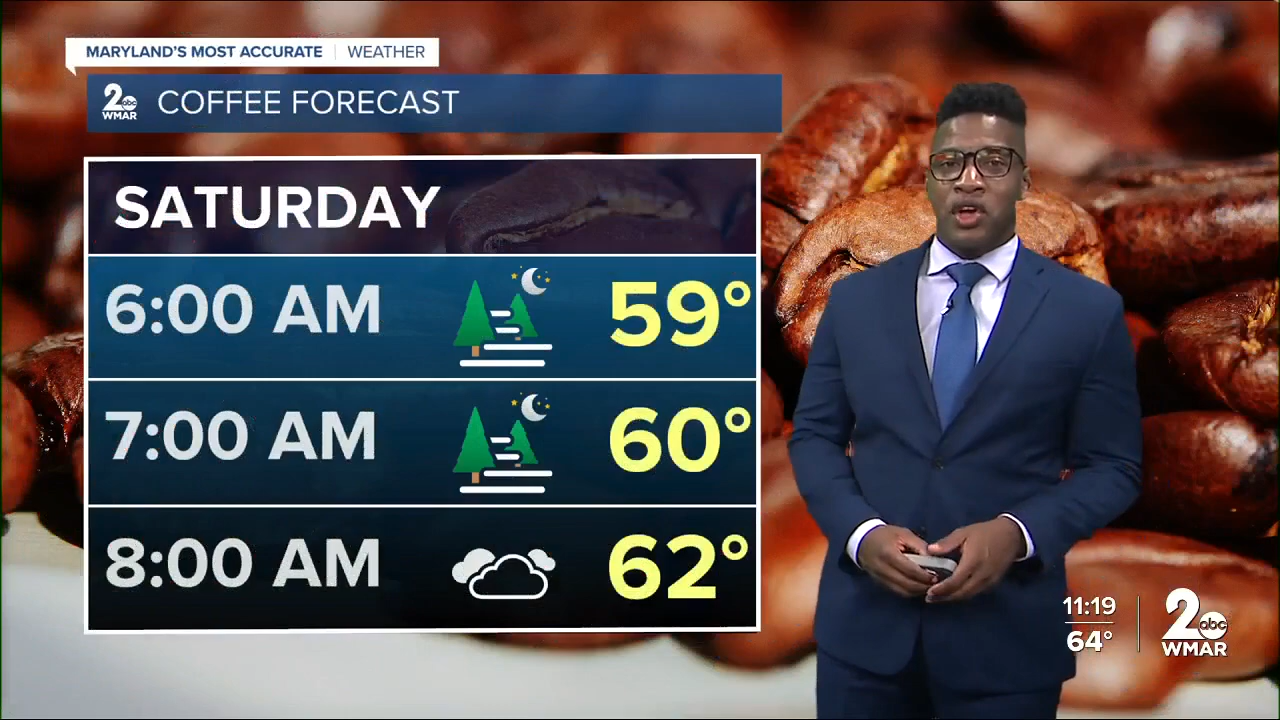 MARYLAND'S MOST ACCURATE | WEATHER
2 abc WMAR COFFEE FORECAST
SATURDAY
6:00 AM 59°
7:00 AM 60°
8:00 AM 62°
11:19
64°
2 abc
WMAR